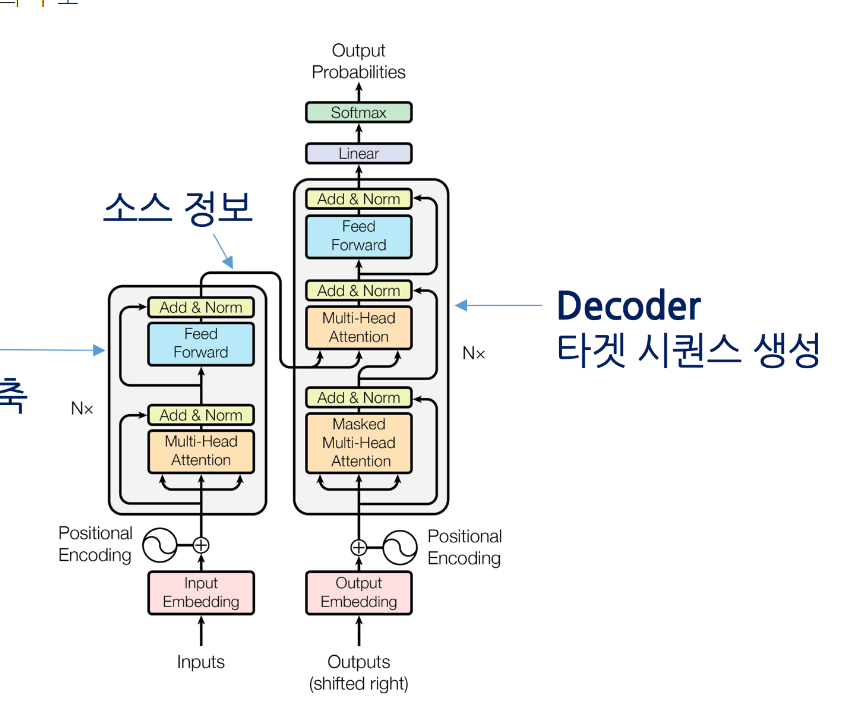 Output
Probabilities
Softmax
Linear
Add & Norm
Feed
Forward
Add & Norm
Multi-Head
Attention
Nx
Add & Norm
Masked
Multi-Head
Attention
Positional
Encoding
Output
Embedding
Outputs
(shifted right)
소스 정보
Add & Norm
Feed
Forward
Nx
Add & Norm
Multi-Head
Attention
Positional
Encoding
Input
Embedding
Inputs
Decoder
타겟 시퀀스 생성
축